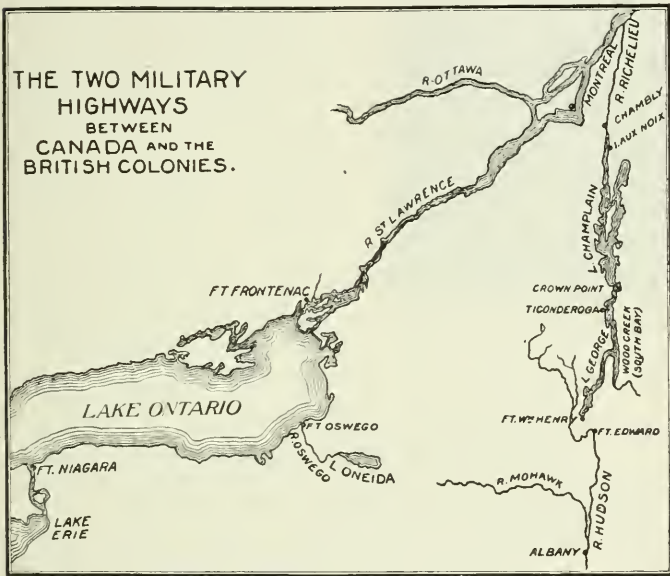 THE TWO MILITARY
HIGHWAYS
BETWEEN
CANADA AND THE
BRITISH COLONIES.
R. OTTAWA
MONTREAL
R. RICHELIEU
CHAMBLY
I. AUX NOIX
R ST LAWRENCE
L. CHAMPLAIN
FT FRONTENAC
CROWN POINT
TICONDEROGA
L. GEORGE
WOOD CREEK
(SOUTH BAY)
LAKE ONTARIO
FT OSWEGO
R. OSWEGO
L. ONEIDA
FT. WM HENRY
FT. EDWARD
FT. NIAGARA
R. MOHAWK
R. HUDSON
LAKE
ERIE
ALBANY